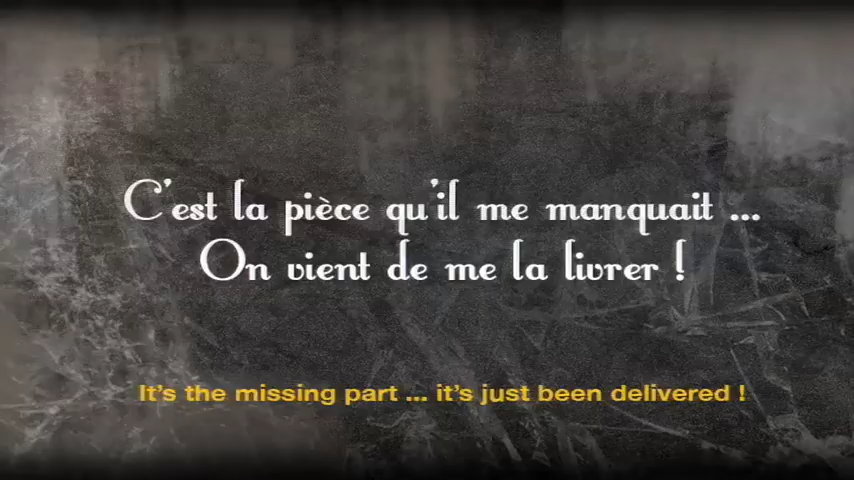 C'est la pièce qu'il me manquait ...
On vient de me la livrer !
It's the missing part ... it's just been delivered !